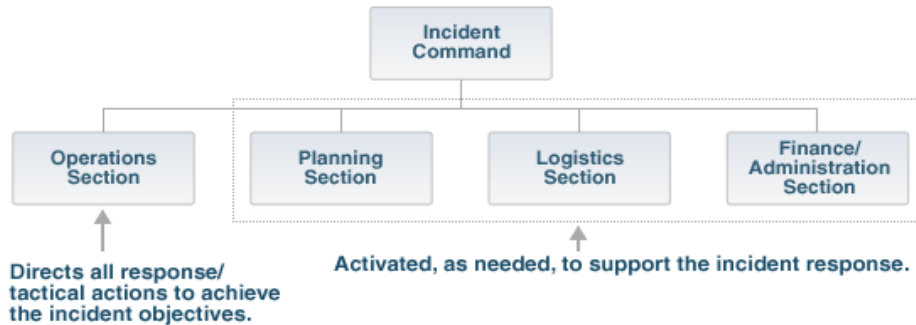 Incident
Command
Operations
Section
Planning
Section
Logistics
Section
Finance/
Administration
Section
Directs all response/
tactical actions to achieve
the incident objectives.
Activated, as needed, to support the incident response.